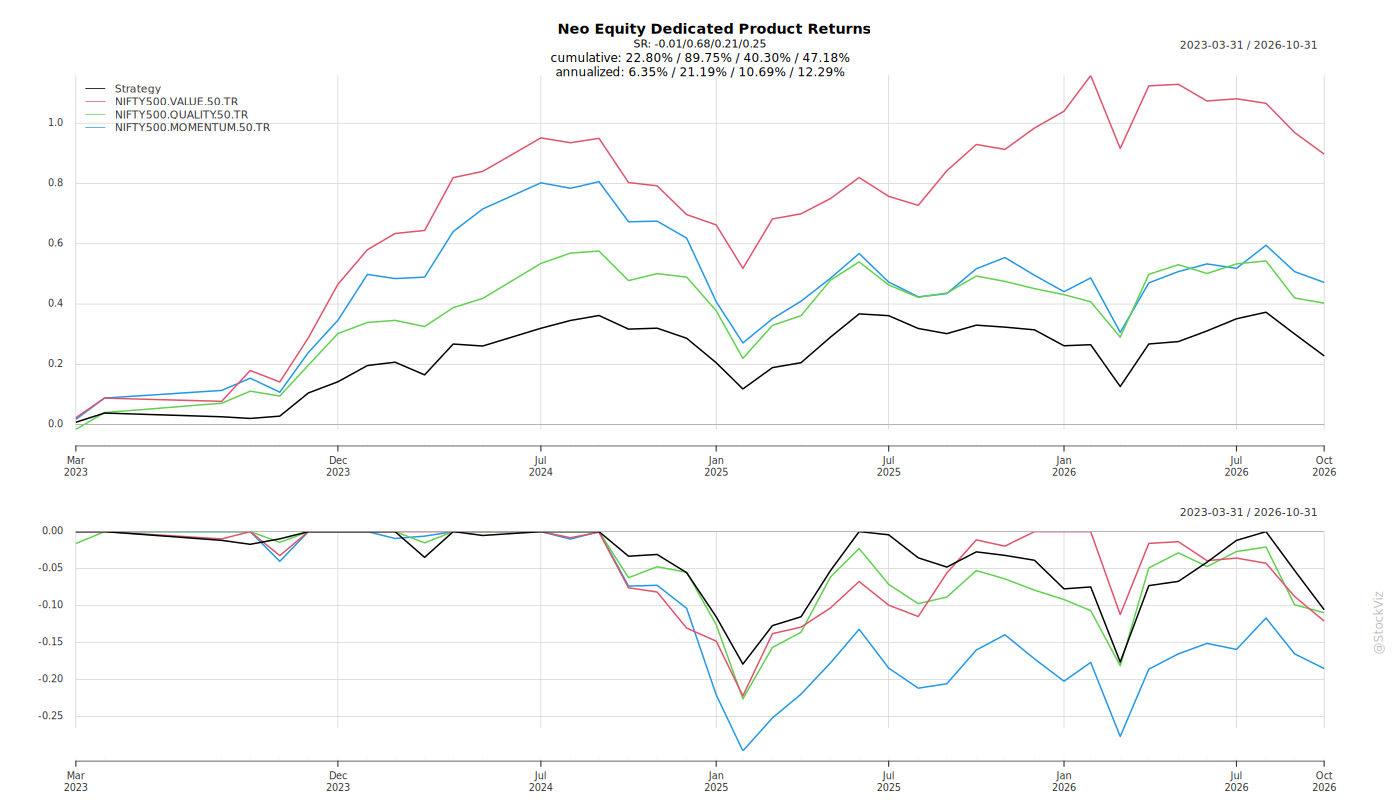 Neo Equity Dedicated Product Returns
SR: -0.01/0.68/0.21/0.25
cumulative: 22.80% / 89.75% / 40.30% / 47.18%
annualized: 6.35% / 21.19% / 10.69% / 12.29%
2023-03-31 / 2026-10-31
Strategy
NIFTY500.VALUE.50.TR
NIFTY500.QUALITY.50.TR
NIFTY500.MOMENTUM.50.TR
1.0
0.8
0.6
0.4
0.2
0.0
Mar Dec Jul Jan Jul Jan Jul Oct
2023 2023 2024 2025 2025 2026 2026 2026
2023-03-31 / 2026-10-31
0.00
-0.05
-0.10
-0.15
-0.20
-0.25
Mar Dec Jul Jan Jul Jan Jul Oct
2023 2023 2024 2025 2025 2026 2026 2026
@StockViz